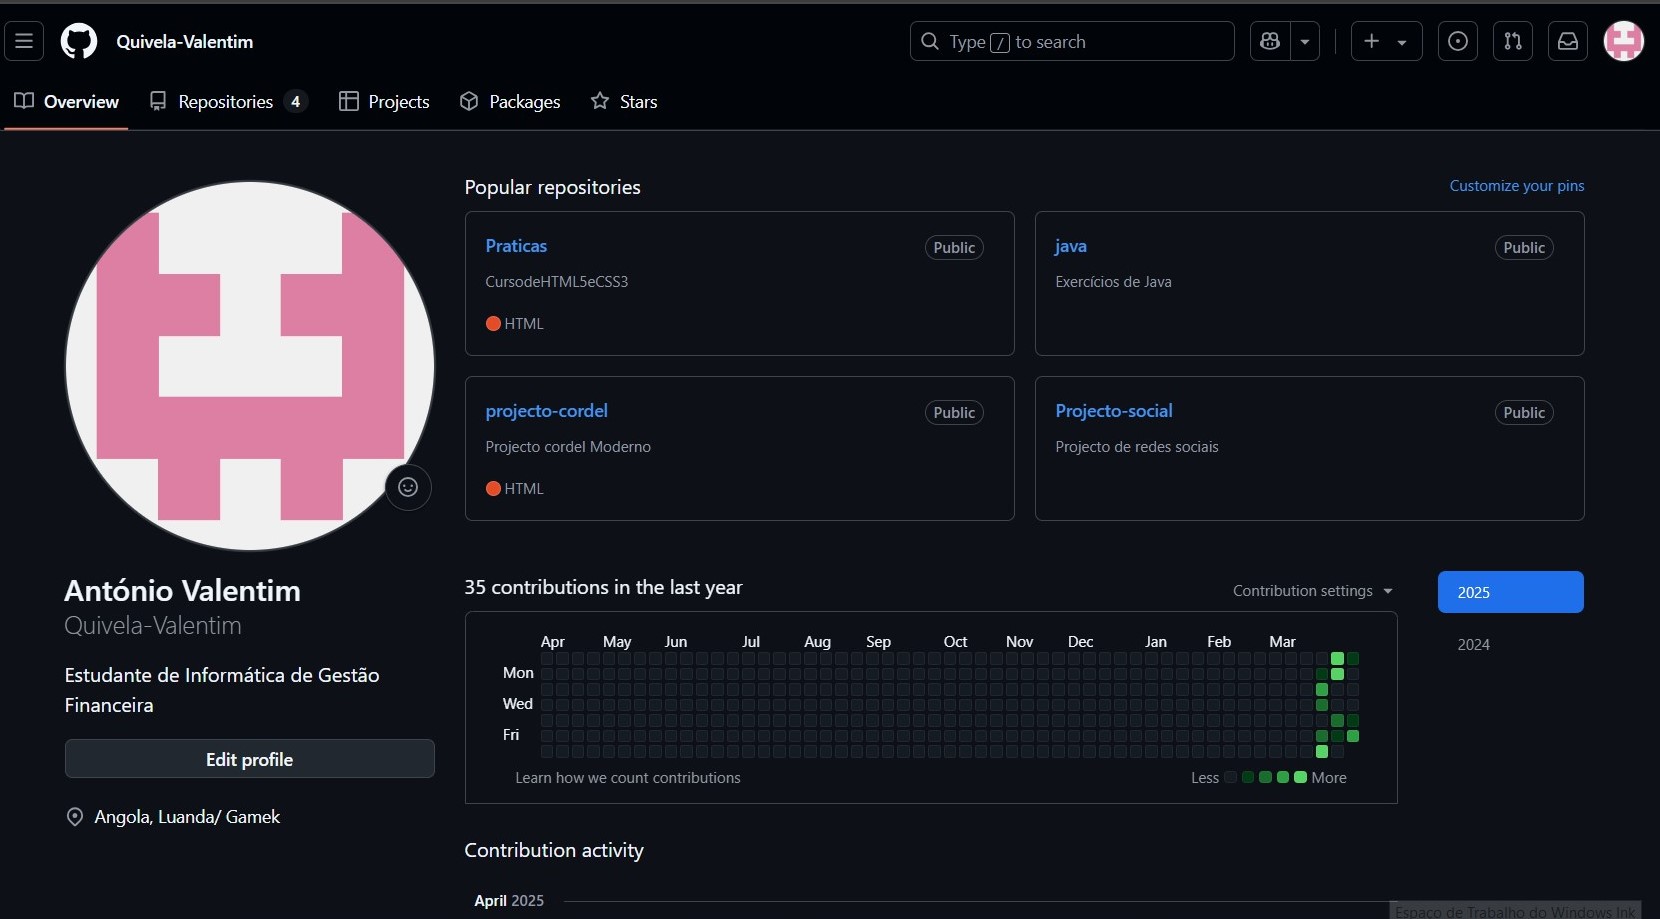 Quivela-Valentim
Type / to search
Overview
Repositories 4
Projects
Packages
Stars
Popular repositories
Customize your pins
Praticas
Public
CursodeHTML5eCSS3
HTML
java
Public
Exercícios de Java
projecto-cordel
Public
Projecto cordel Moderno
HTML
Projecto-social
Public
Projecto de redes sociais
António Valentim
Quivela-Valentim
Estudante de Informática de Gestão
Financeira
Edit profile
Angola, Luanda/ Gamek
35 contributions in the last year
Contribution settings
2025
2024
Apr May Jun Jul Aug Sep Oct Nov Dec Jan Feb Mar
Mon
Wed
Fri
Learn how we count contributions
Less More
Contribution activity
April 2025
Espaço de Trabalho do Windows Ink